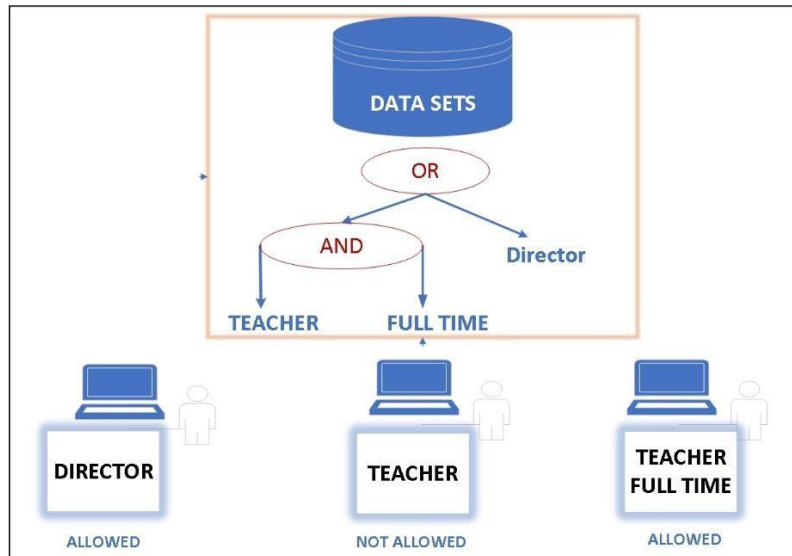 DATA SETS
OR
AND
Director
TEACHER
FULL TIME
DIRECTOR
TEACHER
TEACHER
FULL TIME
ALLOWED
NOT ALLOWED
ALLOWED